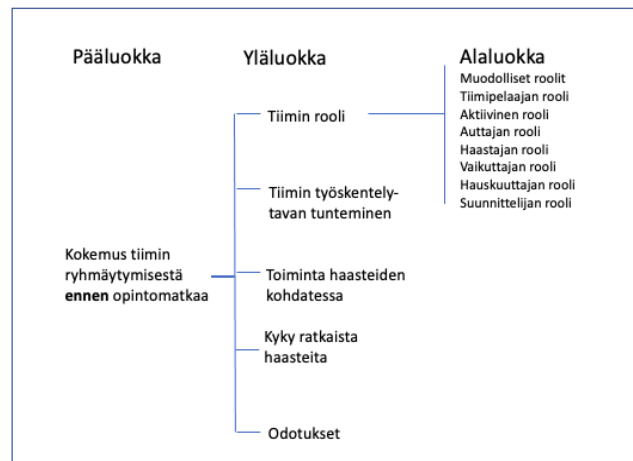 Pääluokka
Yläluokka
Alaluokka
Muodolliset roolit
Tiimipelaajan rooli
Aktiivinen rooli
Auttajan rooli
Haastajan rooli
Vaikuttajan rooli
Hauskuuttajan rooli
Suunnittelijan rooli
Tiimin rooli
Tiimin työskentely-
tavan tunteminen
Kokemus tiimin
ryhmäytymisestä
ennen opintomatkaa
Toiminta haasteiden
kohdatessa
Kyky ratkaista
haasteita
Odotukset